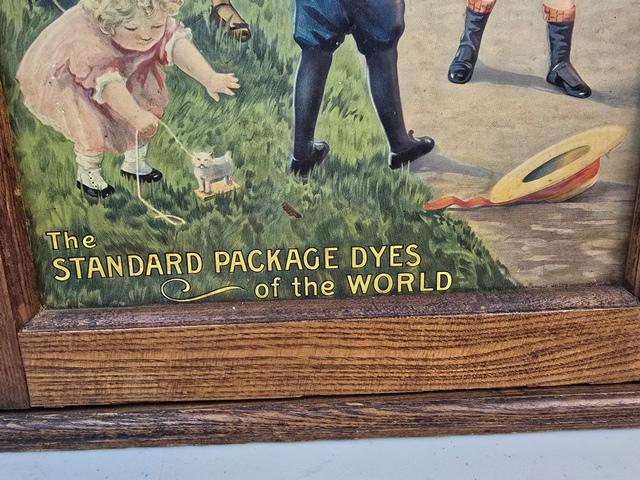 The
STANDARD PACKAGE DYES
of the WORLD